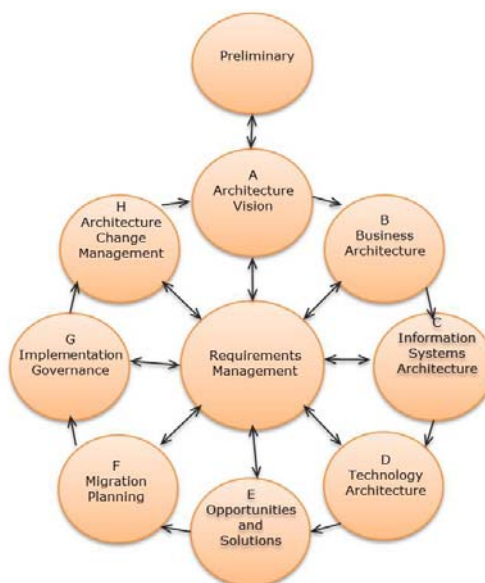 Preliminary
A
Architecture
Vision
H
Architecture
Change
Management
B
Business
Architecture
G
Implementation
Governance
Requirements
Management
C
Information
Systems
Architecture
F
Migration
Planning
D
Technology
Architecture
E
Opportunities
and
Solutions